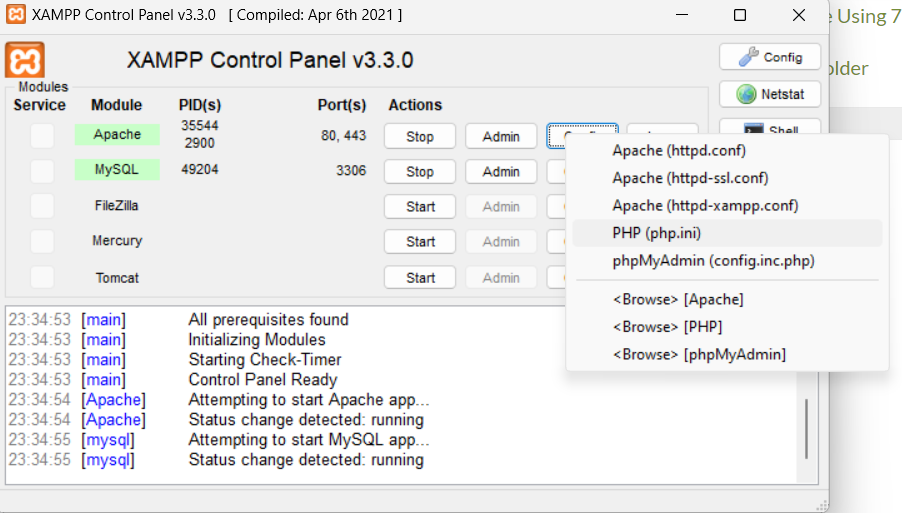 XAMPP Control Panel v3.3.0 [ Compiled: Apr 6th 2021 ]
e Using 7
XAMPP Control Panel v3.3.0
Config
older
Modules
Service Module PID(s) Port(s) Actions
Netstat
Apache 35544 2900 80, 443 Stop Admin
Shell
MySQL 49204 3306 Stop Admin
FileZilla Start Admin
Mercury Start Admin
Tomcat Start Admin
Apache (httpd.conf)
Apache (httpd-ssl.conf)
Apache (httpd-xampp.conf)
PHP (php.ini)
phpMyAdmin (config.inc.php)
<Browse> [Apache]
<Browse> [PHP]
<Browse> [phpMyAdmin]
23:34:53 [main] All prerequisites found
23:34:53 [main] Initializing Modules
23:34:53 [main] Starting Check-Timer
23:34:53 [main] Control Panel Ready
23:34:54 [Apache] Attempting to start Apache app...
23:34:54 [Apache] Status change detected: running
23:34:55 [mysql] Attempting to start MySQL app...
23:34:55 [mysql] Status change detected: running